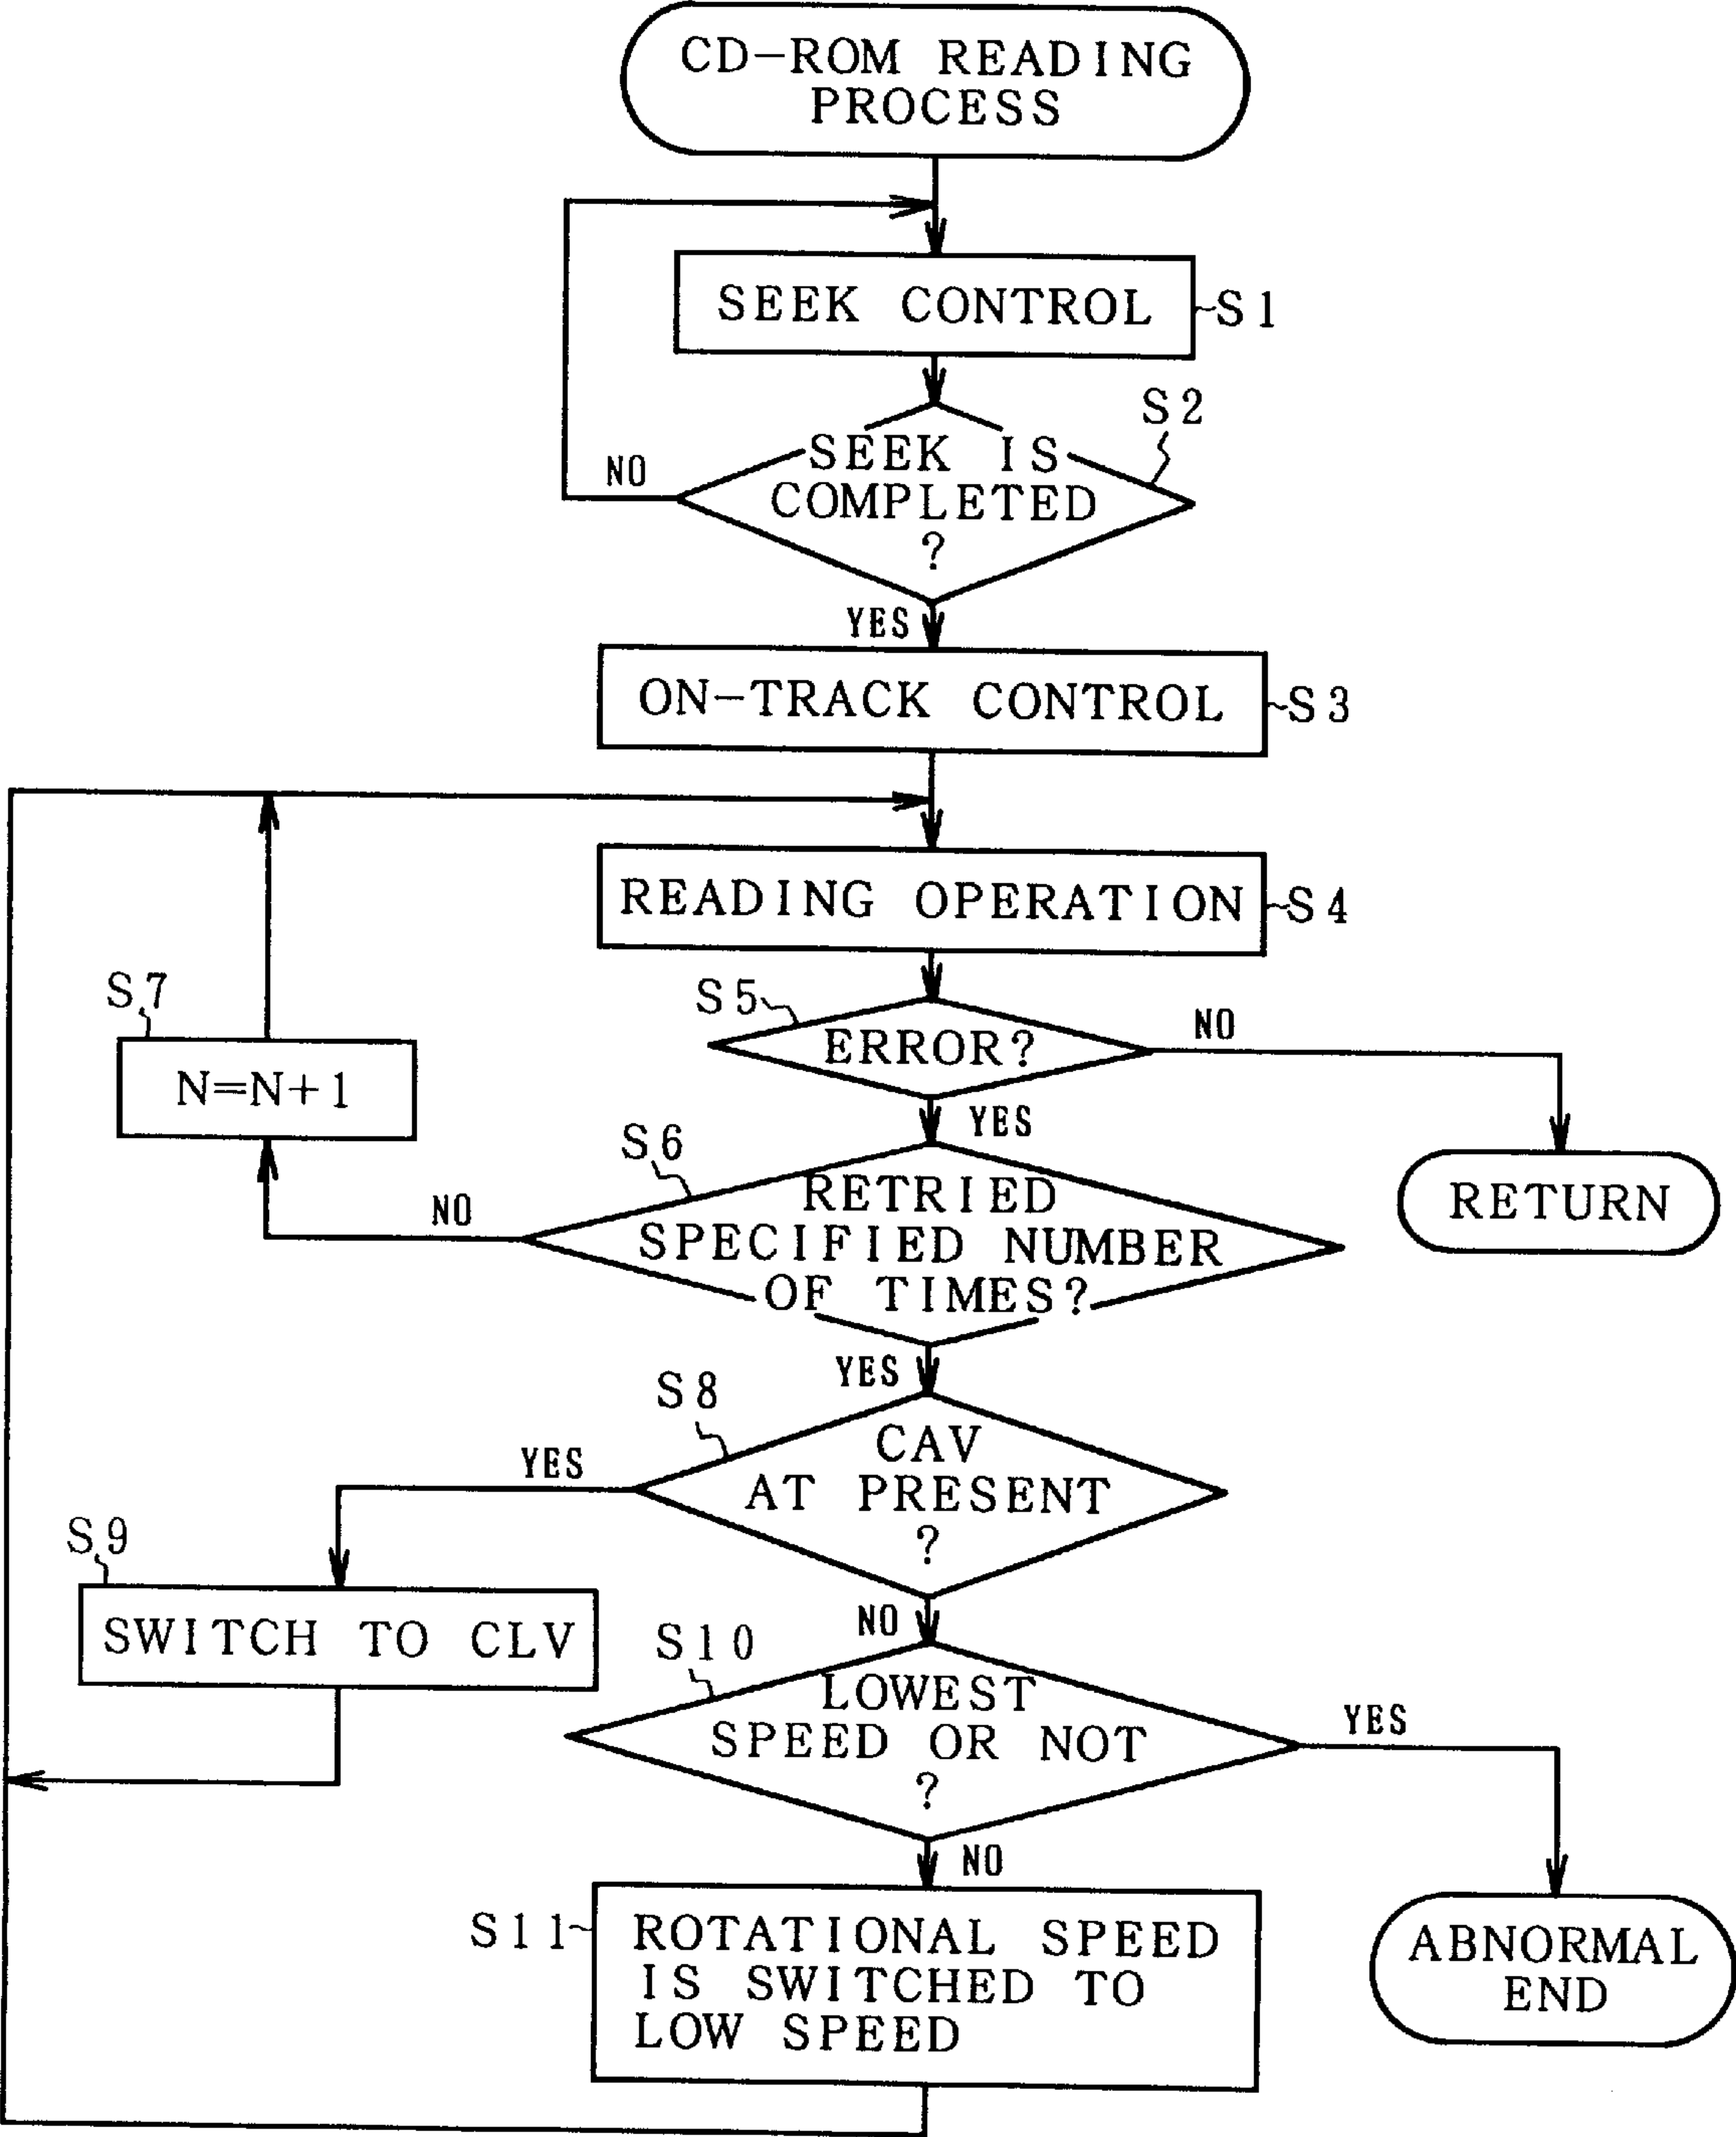 CD-ROM READING
PROCESS
SEEK CONTROL
S1
S2
SEEK IS
COMPLETED
?
NO
YES
ON-TRACK CONTROL
S3
READING OPERATION
S4
S5
ERROR?
NO
YES
RETURN
S7
N=N+1
S6
RETRIED
SPECIFIED NUMBER
OF TIMES?
NO
YES
S8
CAV
AT PRESENT
?
YES
NO
S9
SWITCH TO CLV
S10
LOWEST
SPEED OR NOT
?
YES
NO
S11
ROTATIONAL SPEED
IS SWITCHED TO
LOW SPEED
ABNORMAL
END